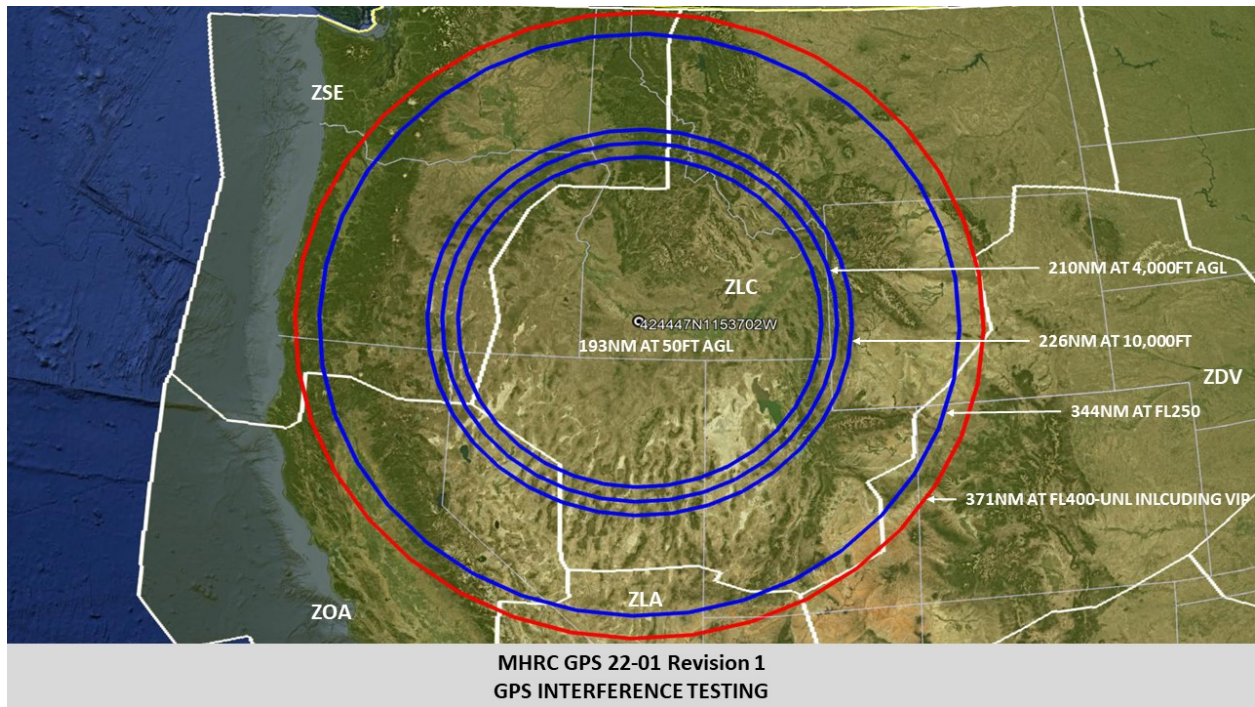 ZSE
210NM AT 4,000FT AGL
ZLC
424447N1153702W
193NM AT 50FT AGL
226NM AT 10,000FT
ZDV
344NM AT FL250
371NM AT FL400-UNL INLCUDING VIP
ZLA
ZOA
MHRC GPS 22-01 Revision 1
GPS INTERFERENCE TESTING